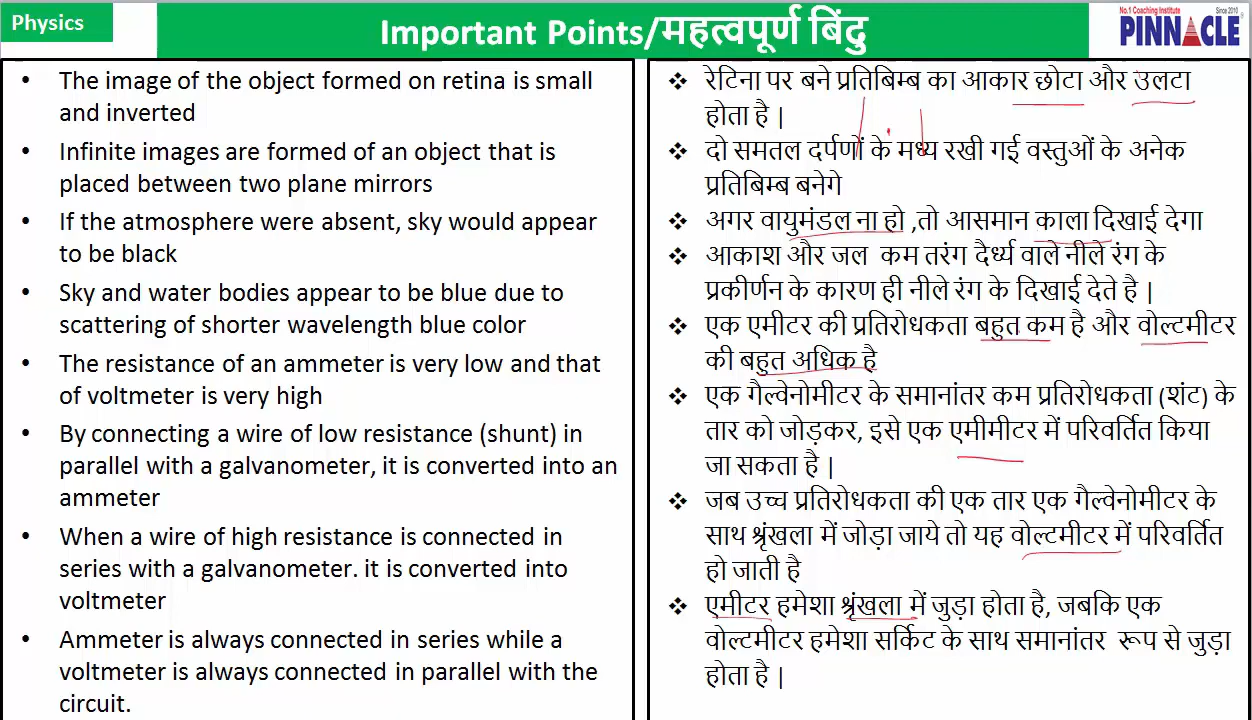 Physics
Important Points/महत्वपूर्ण बिंदु
No.1 Coaching Institute
Since 2010
PINNACLE
• The image of the object formed on retina is small
and inverted
• Infinite images are formed of an object that is
placed between two plane mirrors
• If the atmosphere were absent, sky would appear
to be black
• Sky and water bodies appear to be blue due to
scattering of shorter wavelength blue color
• The resistance of an ammeter is very low and that
of voltmeter is very high
• By connecting a wire of low resistance (shunt) in
parallel with a galvanometer, it is converted into an
ammeter
• When a wire of high resistance is connected in
series with a galvanometer. it is converted into
voltmeter
• Ammeter is always connected in series while a
voltmeter is always connected in parallel with the
circuit.
❖ रेटिना पर बने प्रतिबिम्ब का आकार छोटा और उलटा
होता है |
❖ दो समतल दर्पणों के मध्य रखी गई वस्तुओं के अनेक
प्रतिबिम्ब बनेगे
❖ अगर वायुमंडल ना हो ,तो आसमान काला दिखाई देगा
❖ आकाश और जल कम तरंग दैर्ध्य वाले नीले रंग के
प्रकीर्णन के कारण ही नीले रंग के दिखाई देते है |
❖ एक एमीटर की प्रतिरोधकता बहुत कम है और वोल्टमीटर
की बहुत अधिक है
❖ एक गैल्वेनोमीटर के समानांतर कम प्रतिरोधकता (शंट) के
तार को जोड़कर, इसे एक एमीमीटर में परिवर्तित किया
जा सकता है |
❖ जब उच्च प्रतिरोधकता की एक तार एक गैल्वेनोमीटर के
साथ श्रृंखला में जोड़ा जाये तो यह वोल्टमीटर में परिवर्तित
हो जाती है
❖ एमीटर हमेशा श्रृंखला में जुड़ा होता है, जबकि एक
वोल्टमीटर हमेशा सर्किट के साथ समानांतर रूप से जुड़ा
होता है |